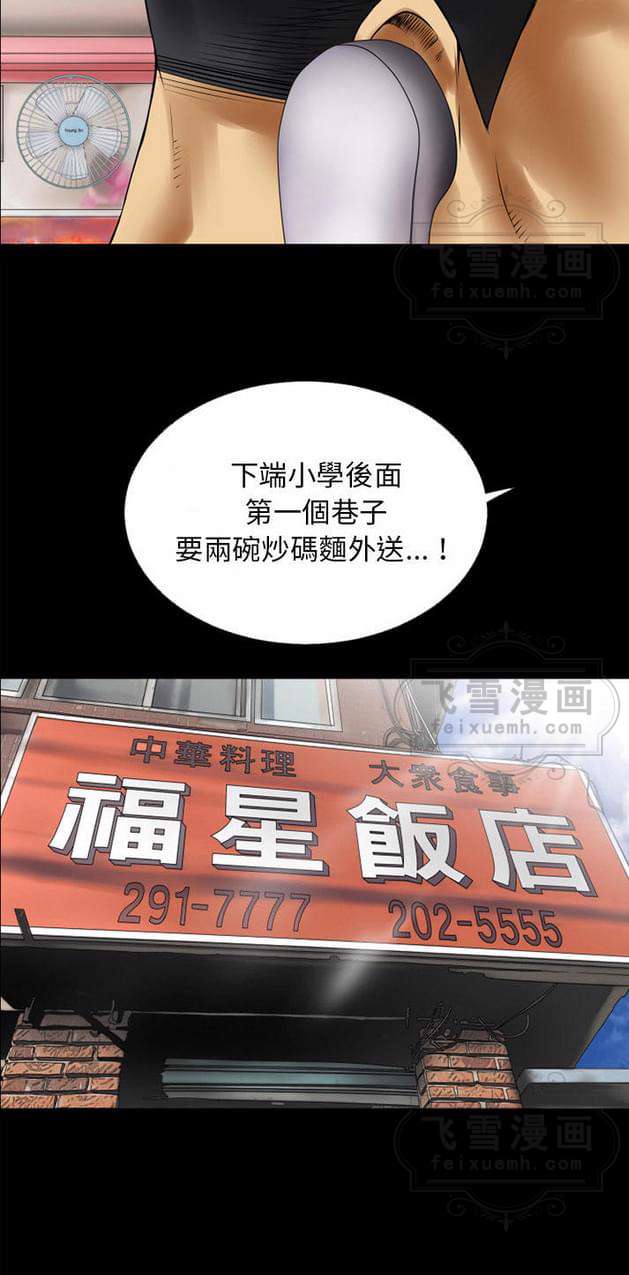 Young Jin
飞雪漫画
feixuemh.com
下端小學後面
第一個巷子
要兩碗炒碼麵外送...！
飞雪漫画
feixuemh.com
中華料理 大眾食事
福星飯店
291-7777 202-5555
飞雪漫画
feixuemh.com